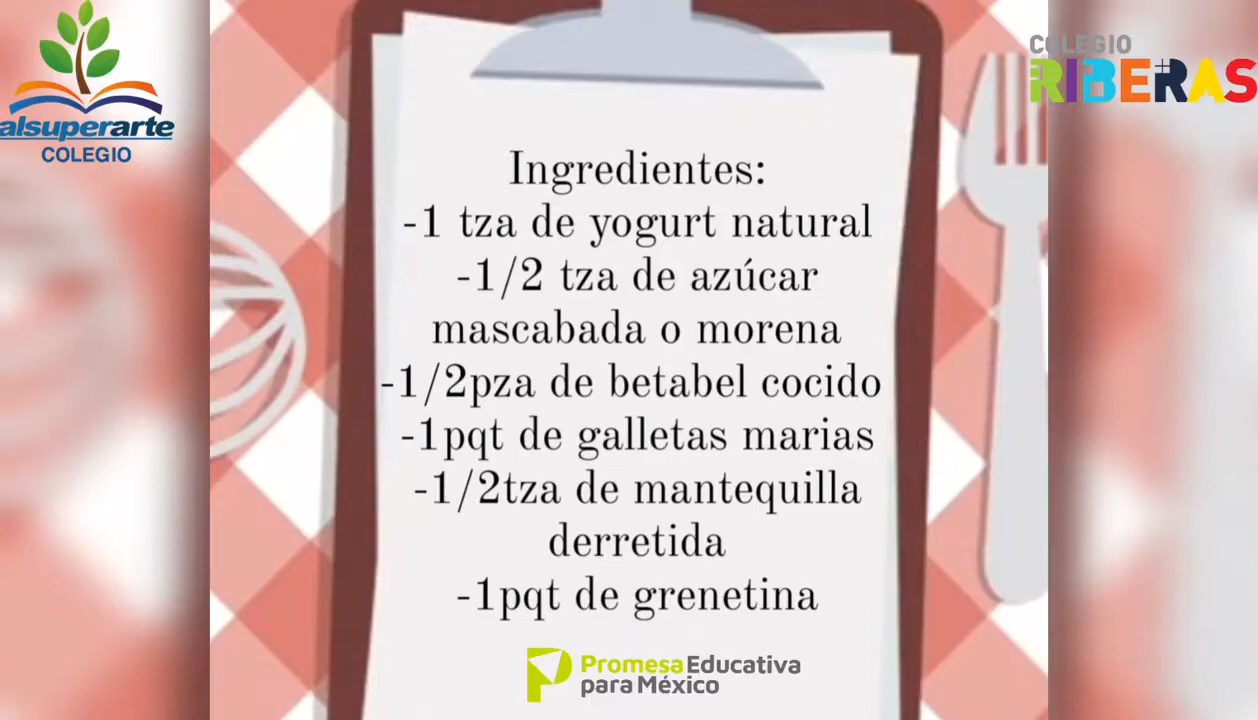 alsuperarte
COLEGIO
COLEGIO
RIBERAS
Ingredientes:
-1 tza de yogurt natural
-1/2 tza de azúcar
mascabada o morena
-1/2pza de betabel cocido
-1pqt de galletas marias
-1/2tza de mantequilla
derretida
-1pqt de grenetina
Promesa Educativa
para México